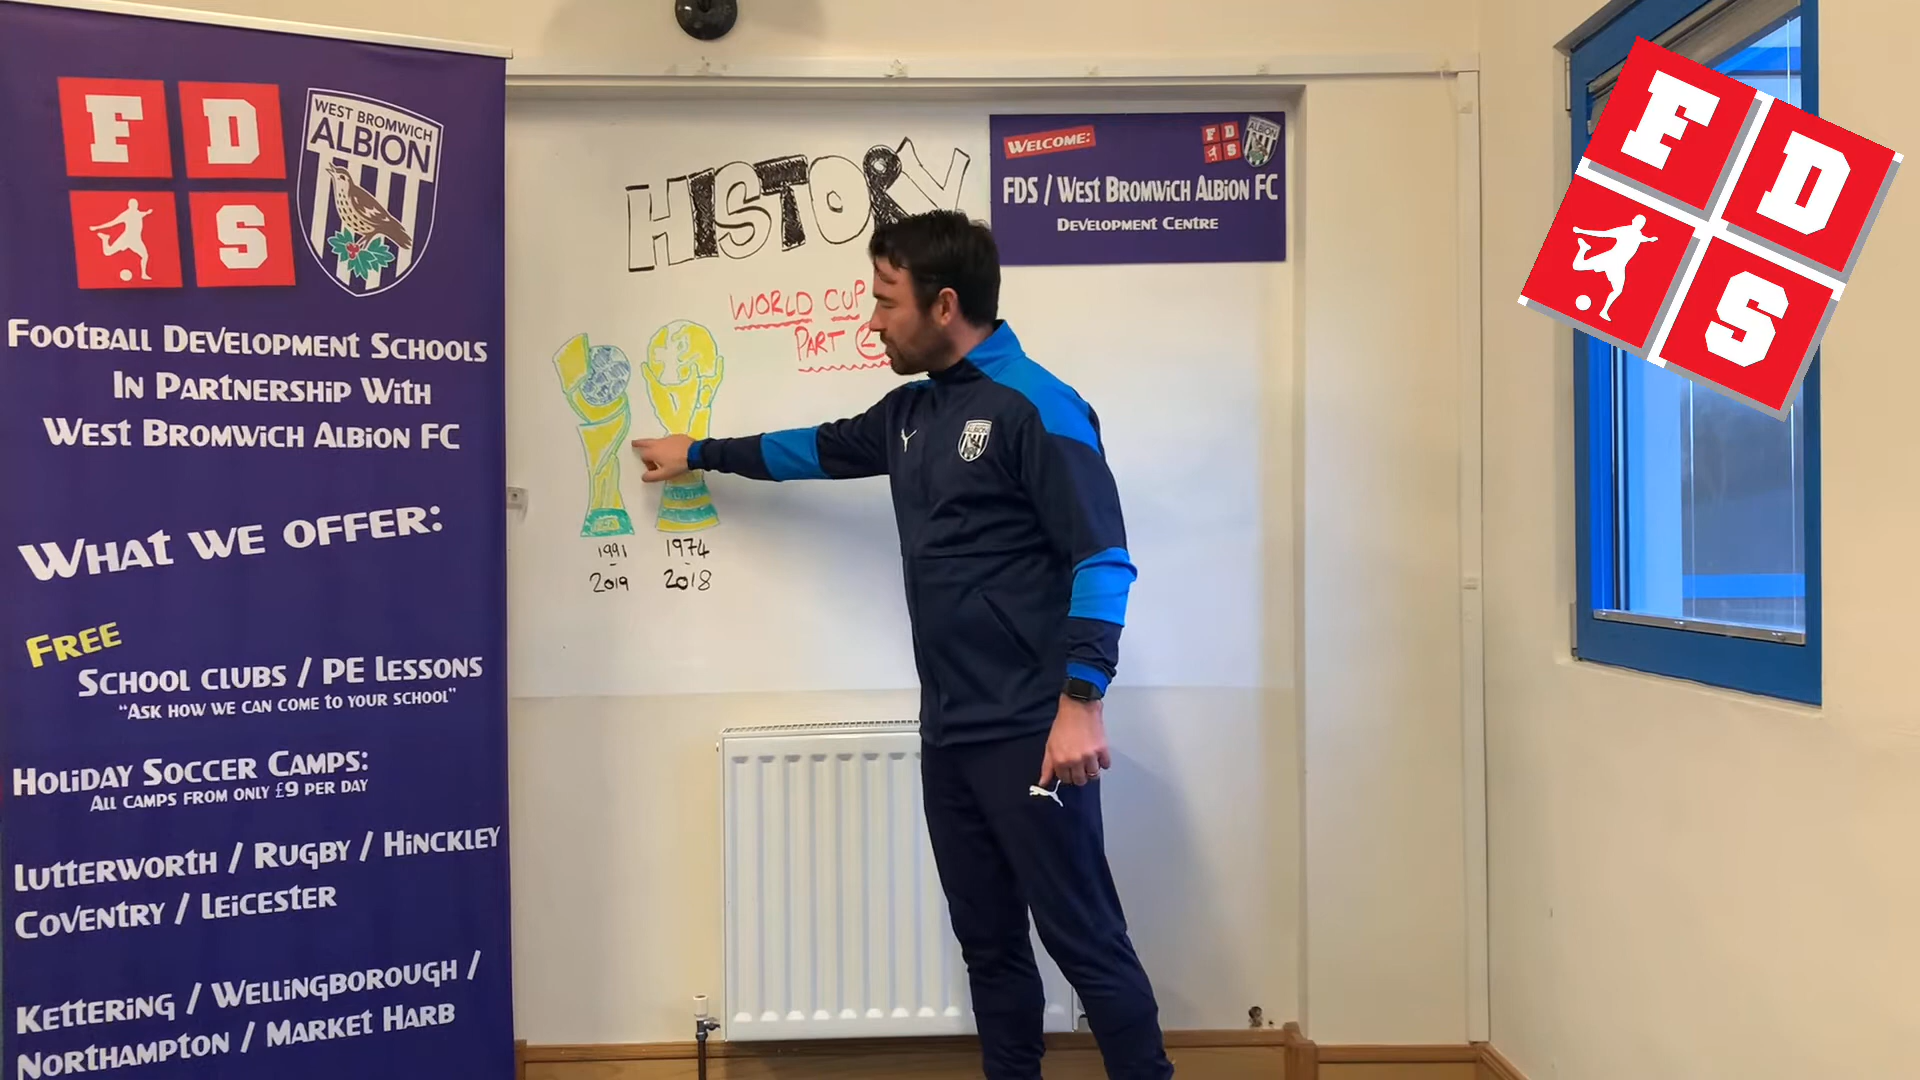 F D
S
WEST BROMWICH
ALBION
FOOTBALL DEVELOPMENT SCHOOLS
IN PARTNERSHIP WITH
WEST BROMWICH ALBION FC
WHAT WE OFFER:
FREE
SCHOOL CLUBS / PE LESSONS
"ASK HOW WE CAN COME TO YOUR SCHOOL"
HOLIDAY SOCCER CAMPS:
ALL CAMPS FROM ONLY £9 PER DAY
LUTTERWORTH / RUGBY / HINCKLEY
COVENTRY / LEICESTER
KETTERING / WELLINGBOROUGH /
NORTHAMPTON / MARKET HARB
HISTORY
WORLD CUP
PART 2
1991
-
2019
1974
-
2018
WELCOME:
F D
S
ALBION
FDS / WEST BROMWICH ALBION FC
DEVELOPMENT CENTRE
ALBION
F D
S